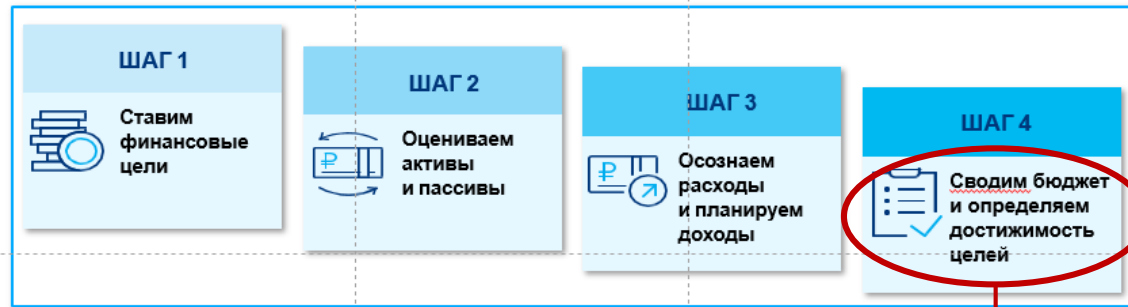 ШАГ 1
Ставим
финансовые
цели
ШАГ 2
Оцениваем
активы
и пассивы
ШАГ 3
Осознаем
расходы
и планируем
доходы
ШАГ 4
Сводим бюджет
и определяем
достижимость
целей